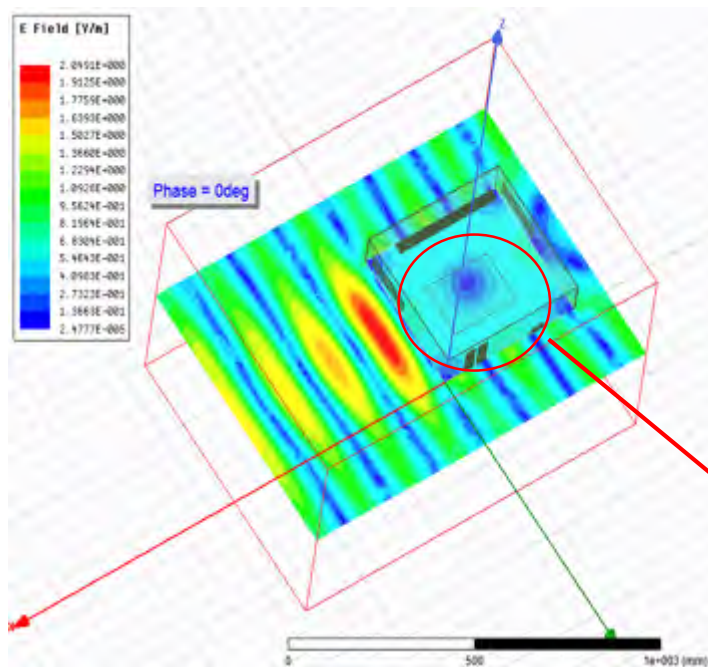 E Field [V/m]
2.0491E+000
1.9125E+000
1.7759E+000
1.6393E+000
1.5027E+000
1.3660E+000
1.2294E+000
1.0928E+000
9.5624E-001
8.1964E-001
6.8304E-001
5.4643E-001
4.0983E-001
2.7323E-001
1.3663E-001
2.4777E-005
Z
Phase = 0deg
0
500
1e+003 (mm)